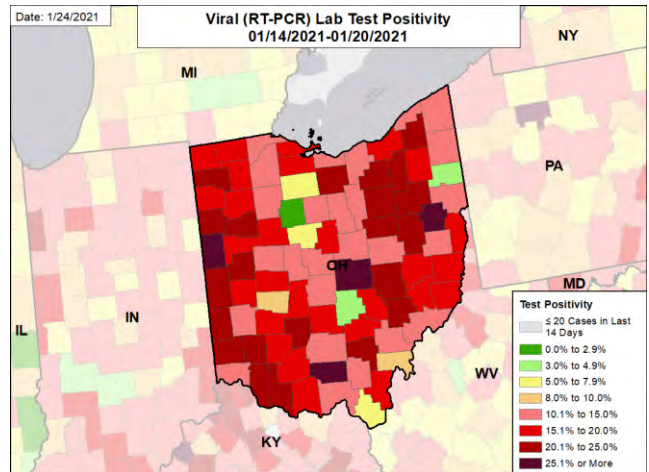 Date: 1/24/2021
Viral (RT-PCR) Lab Test Positivity
01/14/2021-01/20/2021
NY
MI
PA
OH
MD
IL
IN
WV
KY
Test Positivity
≤ 20 Cases in Last
14 Days
0.0% to 2.9%
3.0% to 4.9%
5.0% to 7.9%
8.0% to 10.0%
10.1% to 15.0%
15.1% to 20.0%
20.1% to 25.0%
25.1% or More